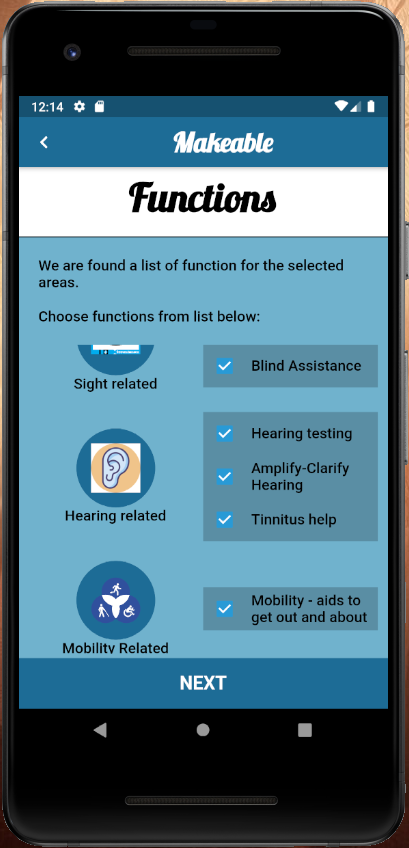 12:14
Makeable
Functions
We are found a list of function for the selected
areas.
Choose functions from list below:
Sight related
Blind Assistance
Hearing related
Hearing testing
Amplify-Clarify
Hearing
Tinnitus help
Mobility Related
Mobility - aids to
get out and about
NEXT